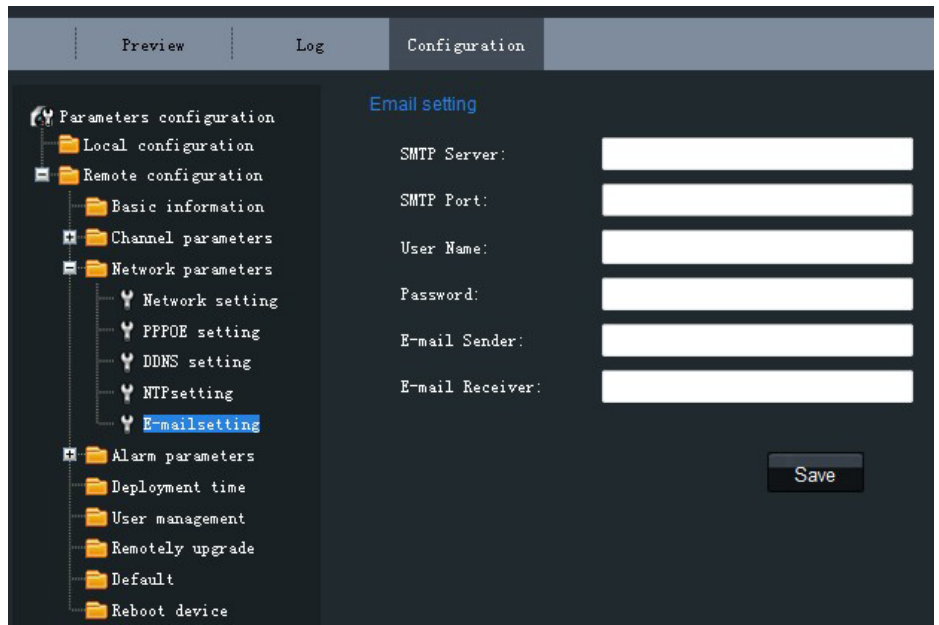 Preview
Log
Configuration
Parameters configuration
Local configuration
Remote configuration
Basic information
Channel parameters
Network parameters
Network setting
PPPOE setting
DDNS setting
NTPsetting
E-mailsetting
Alarm parameters
Deployment time
User management
Remotely upgrade
Default
Reboot device
Email setting
SMTP Server:
SMTP Port:
User Name:
Password:
E-mail Sender:
E-mail Receiver:
Save